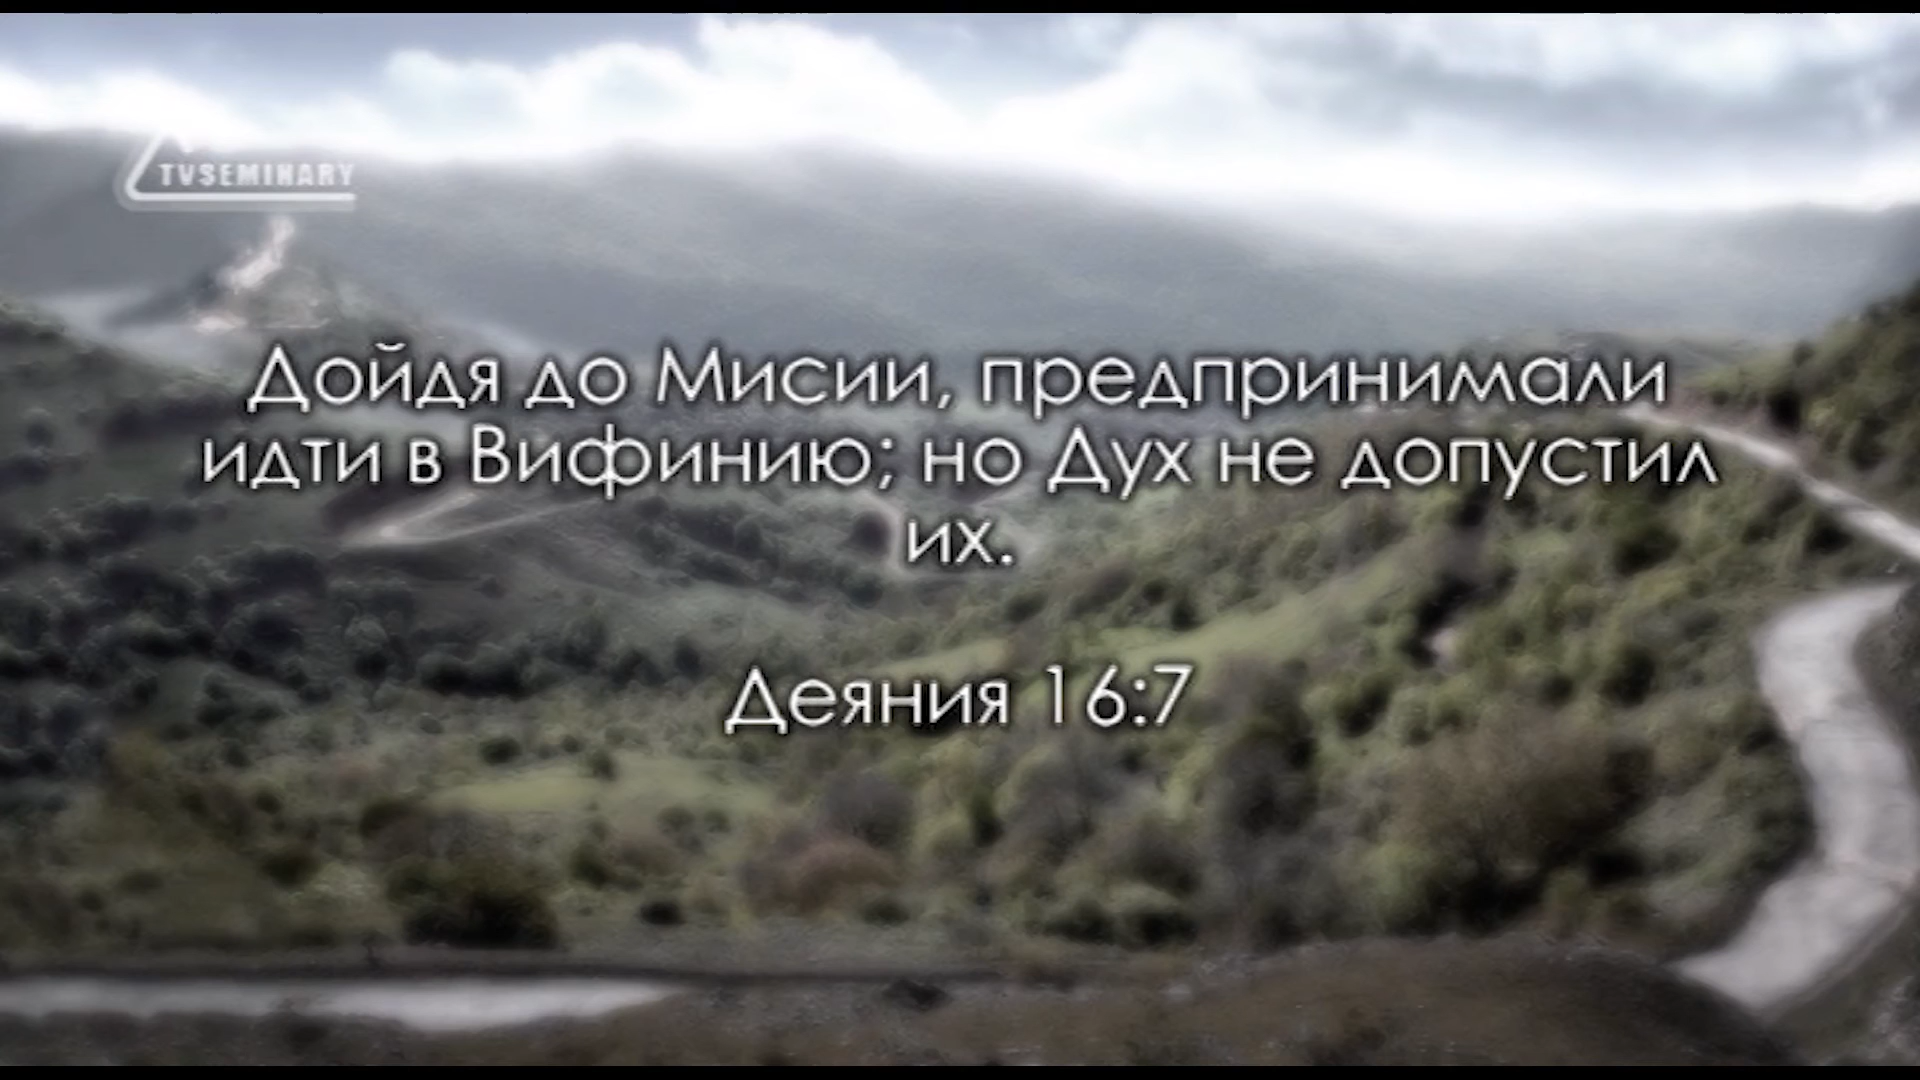 TVSEMINARY
Дойдя до Мисии, предпринимали
идти в Вифинию; но Дух не допустил
их.
Деяния 16:7